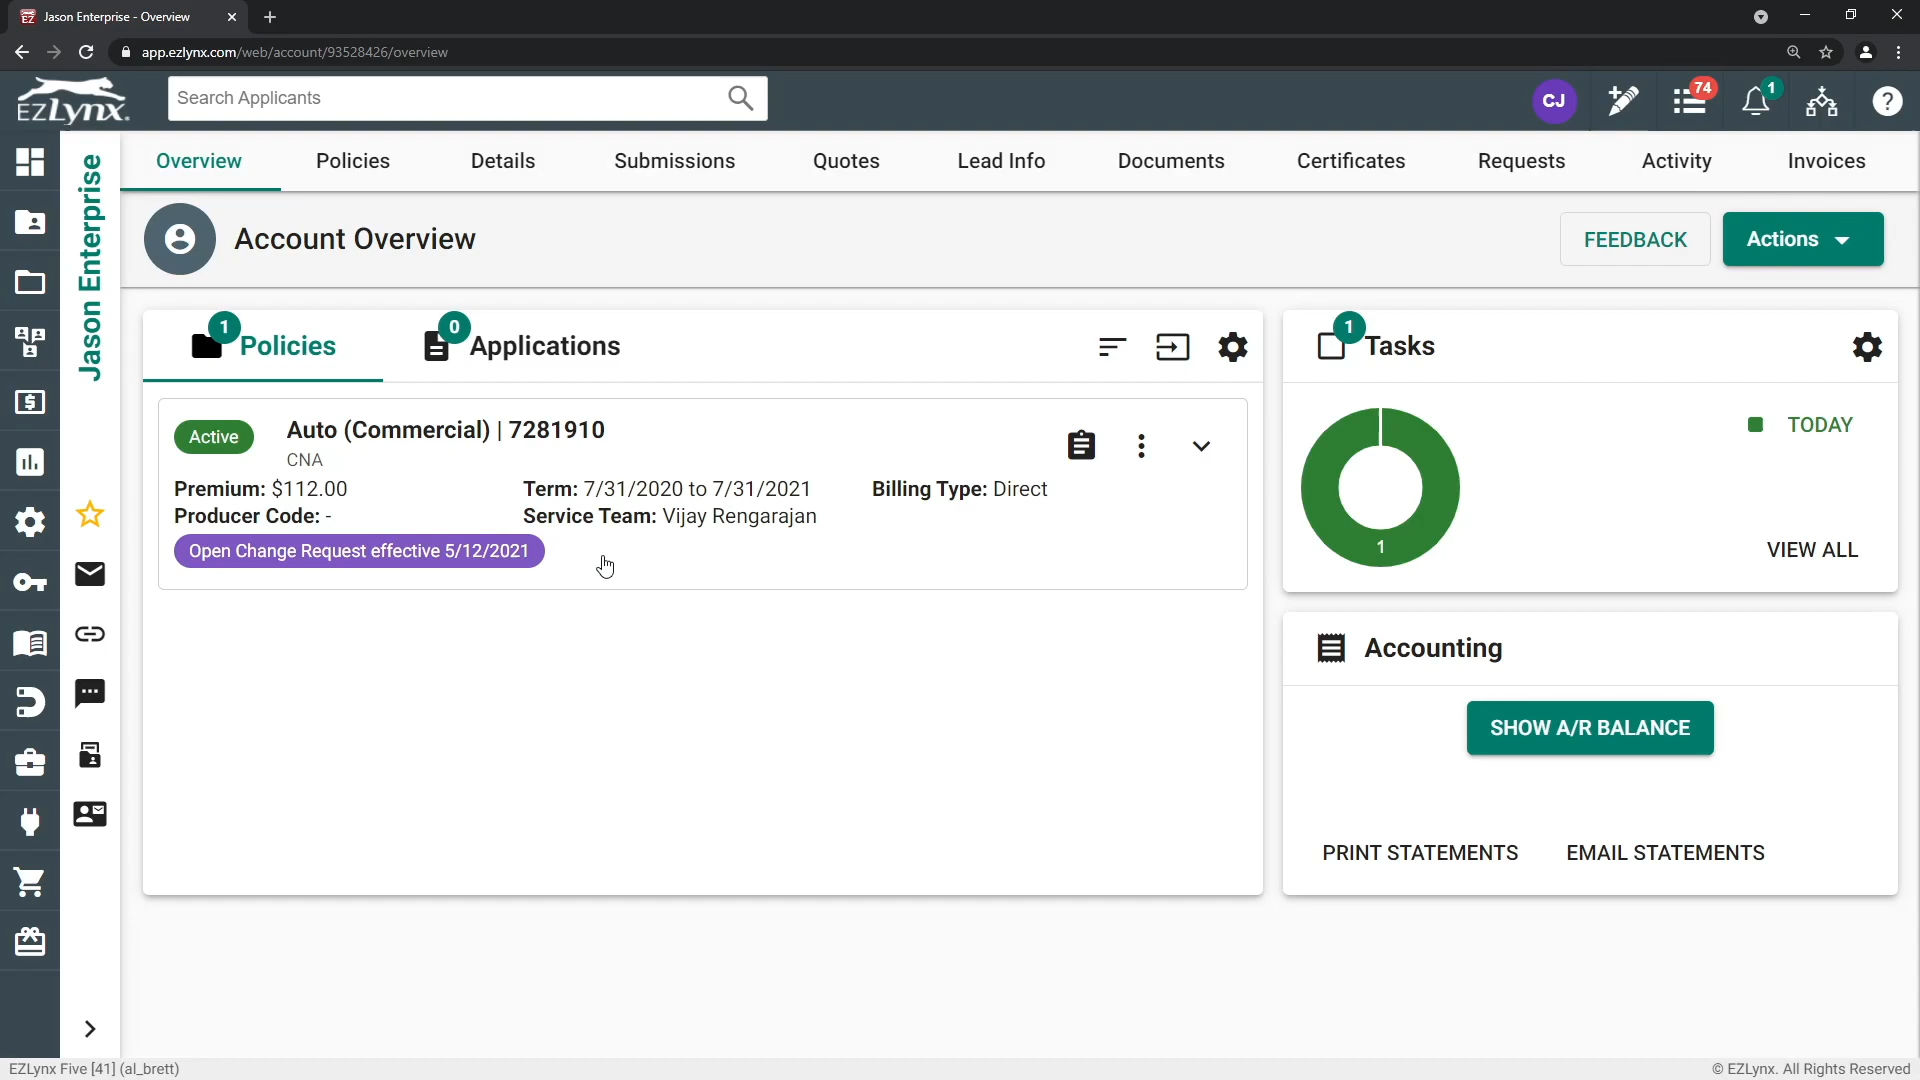 Jason Enterprise - Overview
app.ezlynx.com/web/account/93528426/overview
EZLynx
Search Applicants
CJ
74
1
Overview
Policies
Details
Submissions
Quotes
Lead Info
Documents
Certificates
Requests
Activity
Invoices
Jason Enterprise
Account Overview
FEEDBACK
Actions
1
Policies
0
Applications
1
Tasks
Active
Auto (Commercial) | 7281910
CNA
Premium: $112.00
Term: 7/31/2020 to 7/31/2021
Billing Type: Direct
Producer Code: -
Service Team: Vijay Rengarajan
Open Change Request effective 5/12/2021
TODAY
1
VIEW ALL
Accounting
SHOW A/R BALANCE
PRINT STATEMENTS
EMAIL STATEMENTS
EZLynx Five [41] (al_brett)
© EZLynx. All Rights Reserved